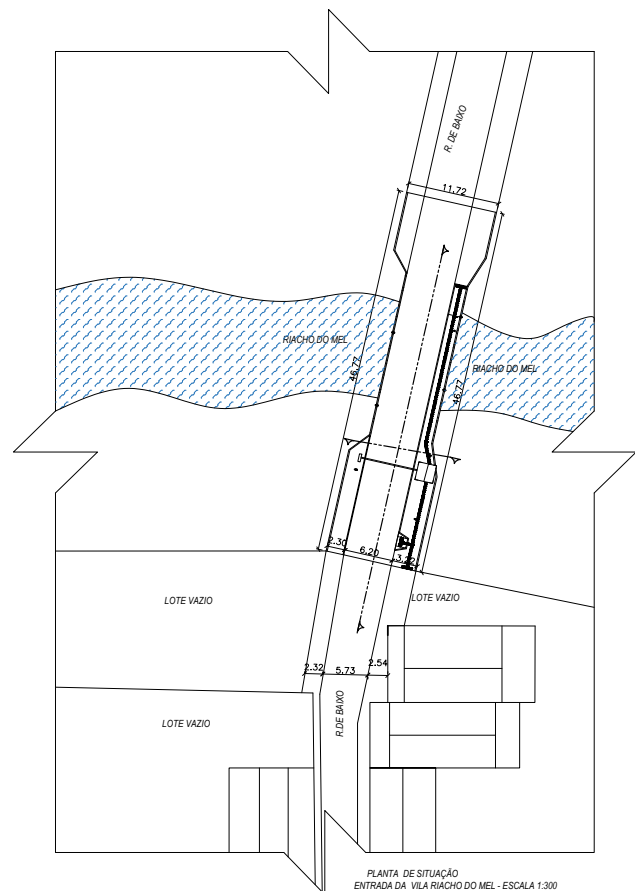 R. DE BAIXO
11.72
RIACHO DO MEL
46.77
RIACHO DO MEL
46.77
2.30
6.20
3.22
LOTE VAZIO
LOTE VAZIO
2.32
5.73
2.54
R.DE BAIXO
LOTE VAZIO
PLANTA DE SITUAÇÃO
ENTRADA DA VILA RIACHO DO MEL - ESCALA 1:300